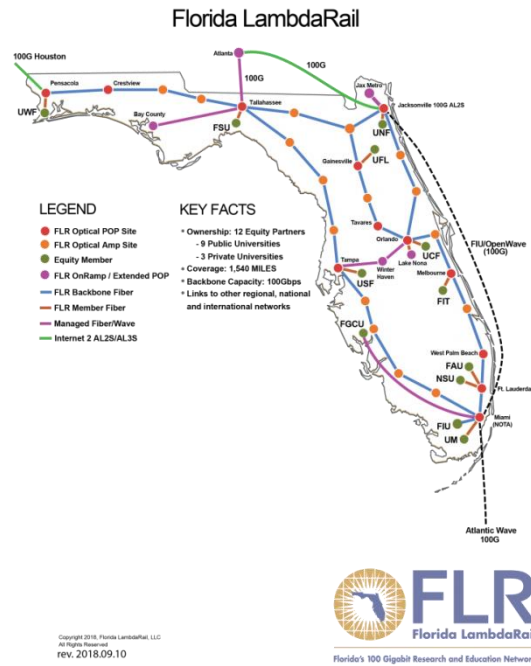 Florida LambdaRail
100G Houston
Atlanta
100G
100G
Pensacola
Crestview
UWF
Bay County
Tallahassee
FSU
Jax Metro
Jacksonville 100G AL2S
UNF
Gainesville
UFL
Tavares
Orlando
UCF
Lake Nona
Winter
Haven
Tampa
USF
Melbourne
FIT
FIU/OpenWave
(100G)
FGCU
West Palm Beach
FAU
NSU
Ft. Lauderda
Miami
(NOTA)
FIU
UM
Atlantic Wave
100G
LEGEND
FLR Optical POP Site
FLR Optical Amp Site
Equity Member
FLR OnRamp / Extended POP
FLR Backbone Fiber
FLR Member Fiber
Managed Fiber/Wave
Internet 2 AL2S/AL3S
KEY FACTS
* Ownership: 12 Equity Partners
- 9 Public Universities
- 3 Private Universities
* Coverage: 1,540 MILES
* Backbone Capacity: 100Gbps
* Links to other regional, national
and international networks
FLR
Florida LambdaRai
Florida's 100 Gigabit Research and Education Networ
Copyright 2018, Florida LambdaRail, LLC
All Rights Reserved
rev. 2018.09.10